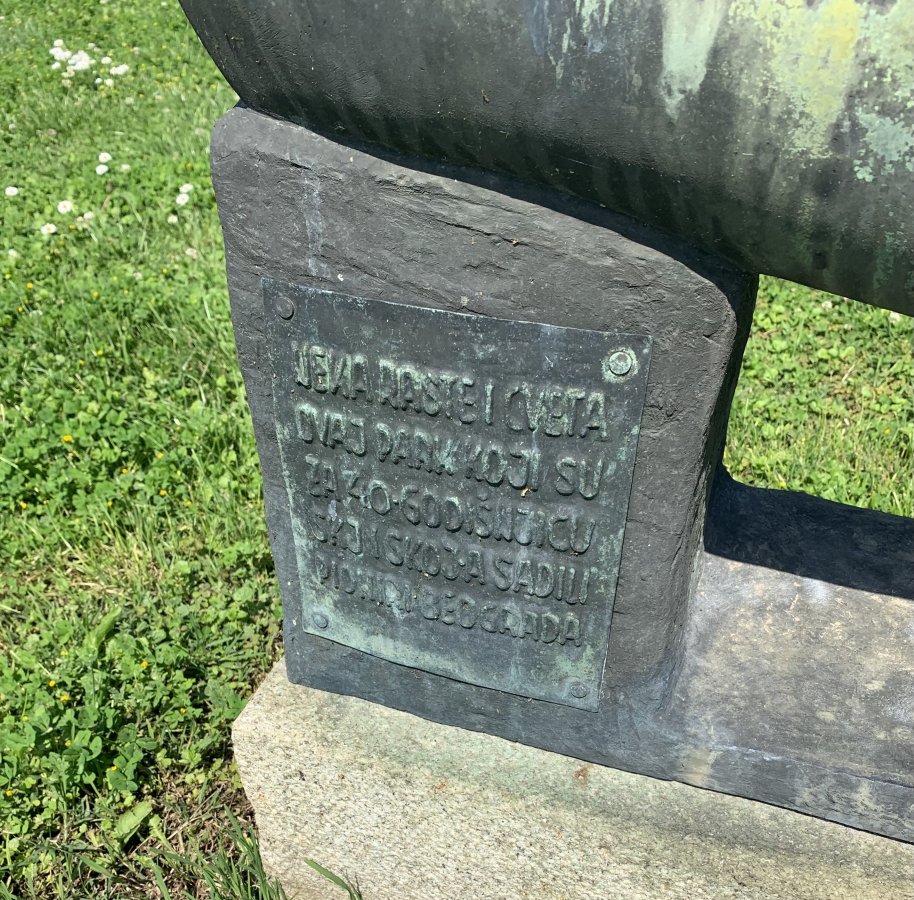 NEKA RASTE I CVETA
OVAJ PARK KOJI SU
ZA 40-GODIŠNJICU
SKJ I SKOJ-A SADILI
PIONIRI BEOGRADA